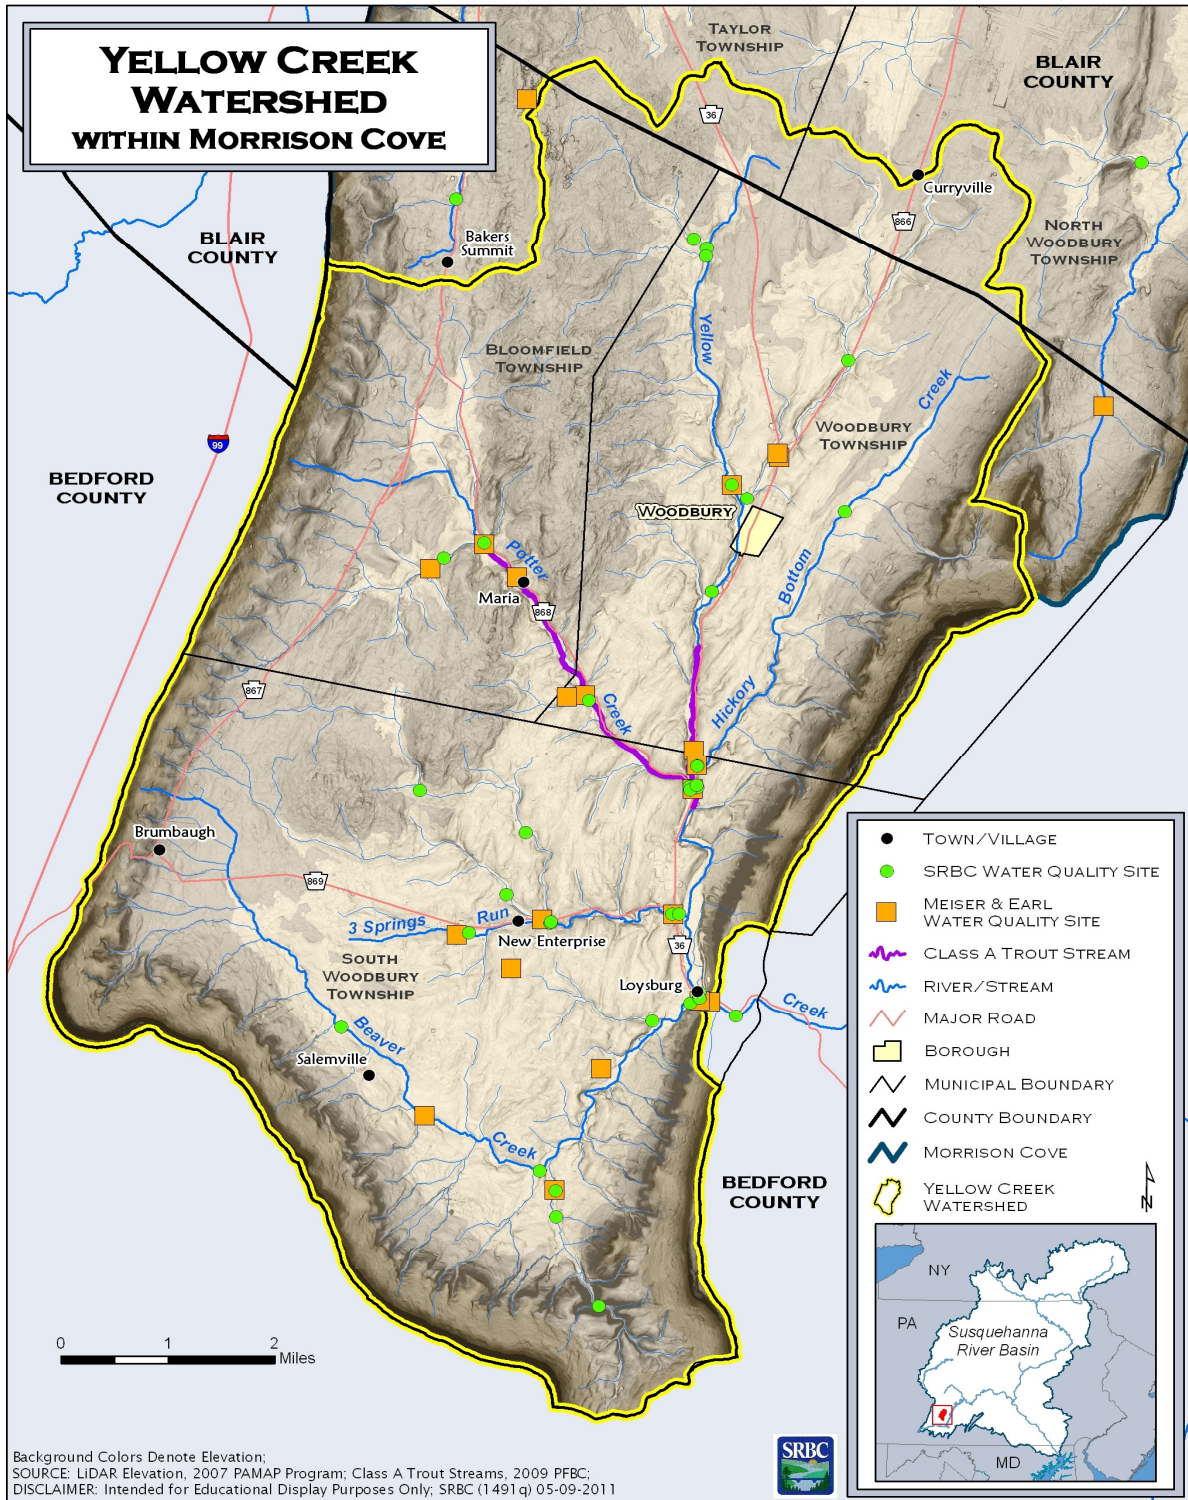 YELLOW CREEK
WATERSHED
WITHIN MORRISON COVE
TAYLOR
TOWNSHIP
BLAIR
COUNTY
36
Curryville
866
NORTH
WOODBURY
TOWNSHIP
BLAIR
COUNTY
Bakers
Summit
BLOOMFIELD
TOWNSHIP
Yellow
Creek
WOODBURY
TOWNSHIP
99
BEDFORD
COUNTY
WOODBURY
Potter
Maria
868
Bottom
867
Creek
Hickory
Brumbaugh
869
3 Springs
Run
New Enterprise
36
SOUTH
WOODBURY
TOWNSHIP
Loysburg
Creek
Beaver
Salemville
Creek
BEDFORD
COUNTY
TOWN/VILLAGE
SRBC WATER QUALITY SITE
MEISER & EARL
WATER QUALITY SITE
CLASS A TROUT STREAM
RIVER/STREAM
MAJOR ROAD
BOROUGH
MUNICIPAL BOUNDARY
COUNTY BOUNDARY
MORRISON COVE
YELLOW CREEK
WATERSHED
N
NY
PA
Susquehanna
River Basin
MD
0 1 2
Miles
SRBC
Background Colors Denote Elevation;
SOURCE: LiDAR Elevation, 2007 PAMAP Program; Class A Trout Streams, 2009 PFBC;
DISCLAIMER: Intended for Educational Display Purposes Only; SRBC (1491q) 05-09-2011